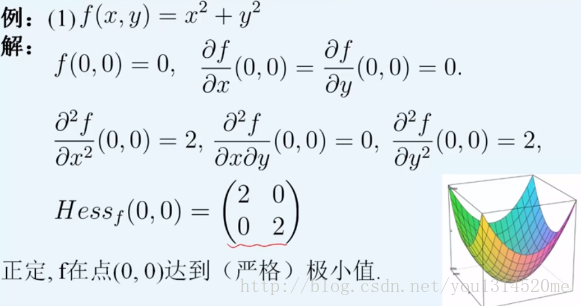 例：(1) f(x, y) = x² + y²
解：
f(0, 0) = 0, ∂f/∂x (0, 0) = ∂f/∂y (0, 0) = 0.
∂²f/∂x² (0, 0) = 2, ∂²f/∂x∂y (0, 0) = 0, ∂²f/∂y² (0, 0) = 2,
Hess_f(0, 0) = (2 0
0 2)
正定, f在点(0, 0)达到（严格）极小值.
http://blog.csdn.net/you1314520me